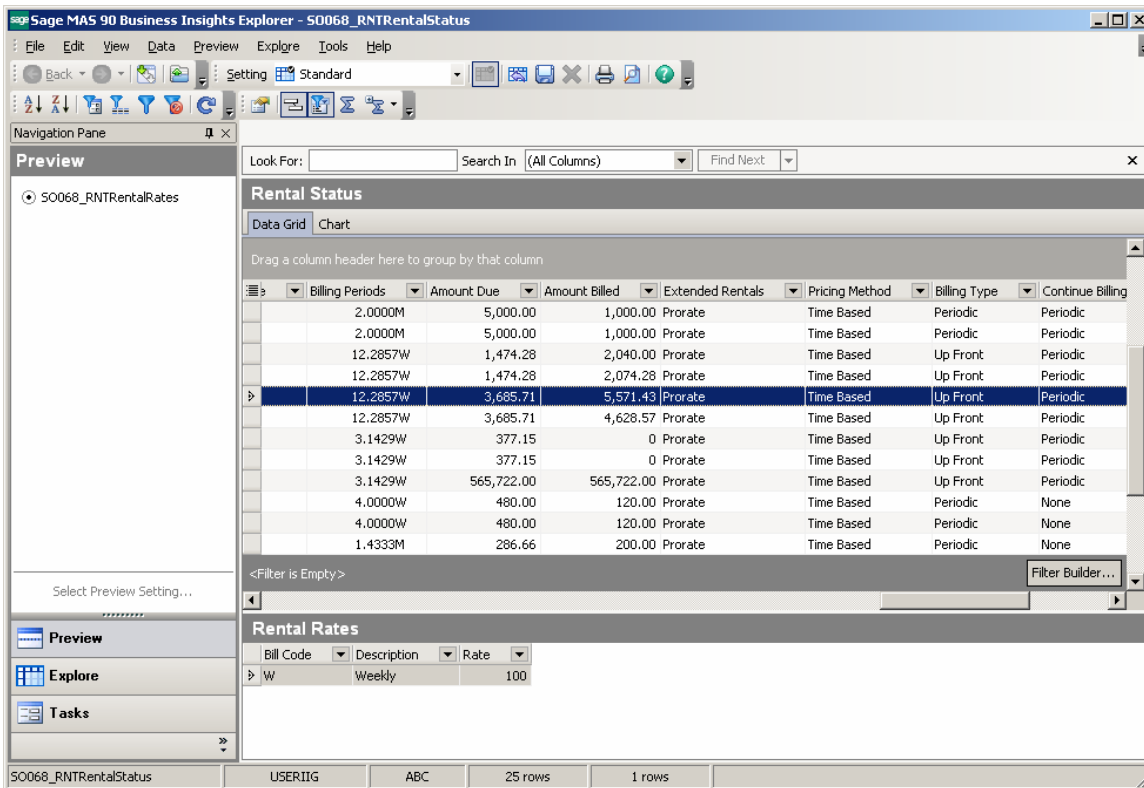 sage Sage MAS 90 Business Insights Explorer - SO068_RNTRentalStatus
File Edit View Data Preview Explore Tools Help
Back Setting Standard
Navigation Pane
Preview
SO068_RNTRentalRates
Look For: Search In (All Columns) Find Next
Rental Status
Data Grid Chart
Drag a column header here to group by that column
Billing Periods Amount Due Amount Billed Extended Rentals Pricing Method Billing Type Continue Billing
2.0000M 5,000.00 1,000.00 Prorate Time Based Periodic Periodic
2.0000M 5,000.00 1,000.00 Prorate Time Based Periodic Periodic
12.2857W 1,474.28 2,040.00 Prorate Time Based Up Front Periodic
12.2857W 1,474.28 2,074.28 Prorate Time Based Up Front Periodic
12.2857W 3,685.71 5,571.43 Prorate Time Based Up Front Periodic
12.2857W 3,685.71 4,628.57 Prorate Time Based Up Front Periodic
3.1429W 377.15 0 Prorate Time Based Up Front Periodic
3.1429W 377.15 0 Prorate Time Based Up Front Periodic
3.1429W 565,722.00 565,722.00 Prorate Time Based Up Front Periodic
4.0000W 480.00 120.00 Prorate Time Based Periodic None
4.0000W 480.00 120.00 Prorate Time Based Periodic None
1.4333M 286.66 200.00 Prorate Time Based Periodic None
<Filter is Empty> Filter Builder...
Select Preview Setting...
Preview
Explore
Tasks
Rental Rates
Bill Code Description Rate
W Weekly 100
SO068_RNTRentalStatus USERIIG ABC 25 rows 1 rows